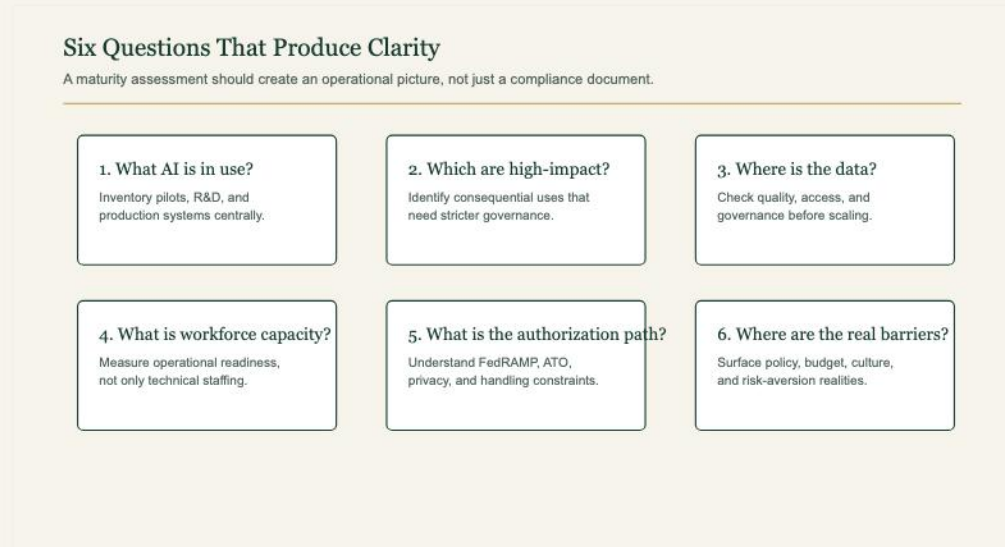 Six Questions That Produce Clarity
A maturity assessment should create an operational picture, not just a compliance document.
1. What AI is in use?
Inventory pilots, R&D, and
production systems centrally.
2. Which are high-impact?
Identify consequential uses that
need stricter governance.
3. Where is the data?
Check quality, access, and
governance before scaling.
4. What is workforce capacity?
Measure operational readiness,
not only technical staffing.
5. What is the authorization path?
Understand FedRAMP, ATO,
privacy, and handling constraints.
6. Where are the real barriers?
Surface policy, budget, culture,
and risk-aversion realities.